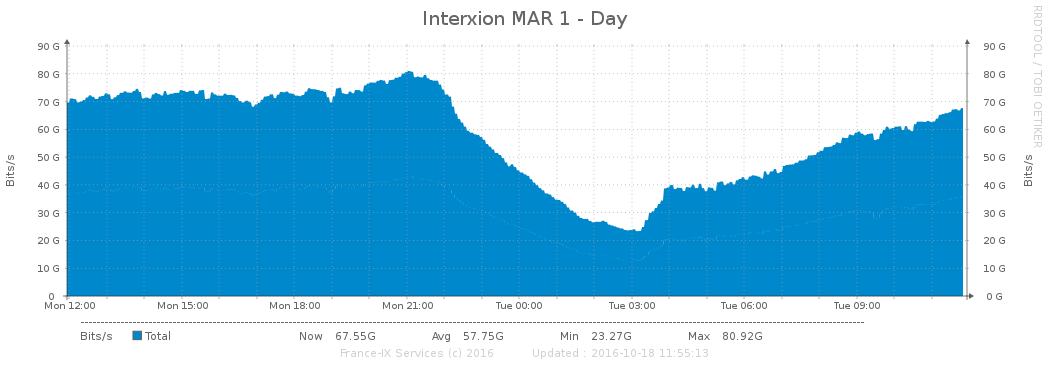 Interxion MAR 1 - Day
RRDTOOL / TOBI OETIKER
Bits/s
90 G 90 G
80 G 80 G
70 G 70 G
60 G 60 G
50 G 50 G
40 G 40 G
30 G 30 G
20 G 20 G
10 G 10 G
0 0 G
Bits/s
Mon 12:00 Mon 15:00 Mon 18:00 Mon 21:00 Tue 00:00 Tue 03:00 Tue 06:00 Tue 09:00
Bits/s Total Now 67.55G Avg 57.75G Min 23.27G Max 80.92G
France-IX Services (c) 2016 Updated : 2016-10-18 11:55:13